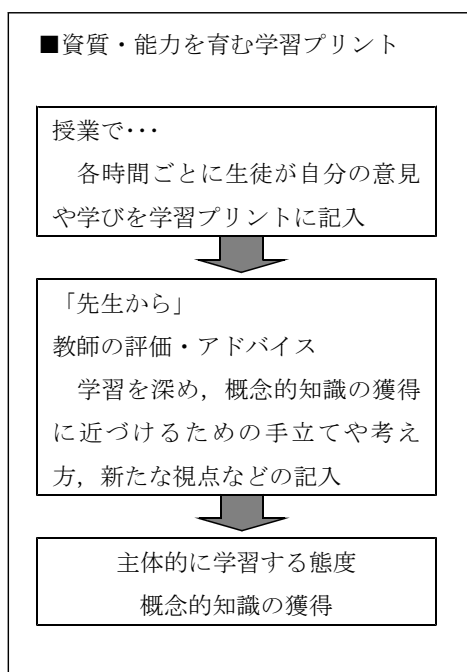 ■資質・能力を育む学習プリント
授業で･･･
　各時間ごとに生徒が自分の意見
や学びを学習プリントに記入
「先生から」
教師の評価・アドバイス
　学習を深め，概念的知識の獲得
に近づけるための手立てや考え
方，新たな視点などの記入
主体的に学習する態度
概念的知識の獲得